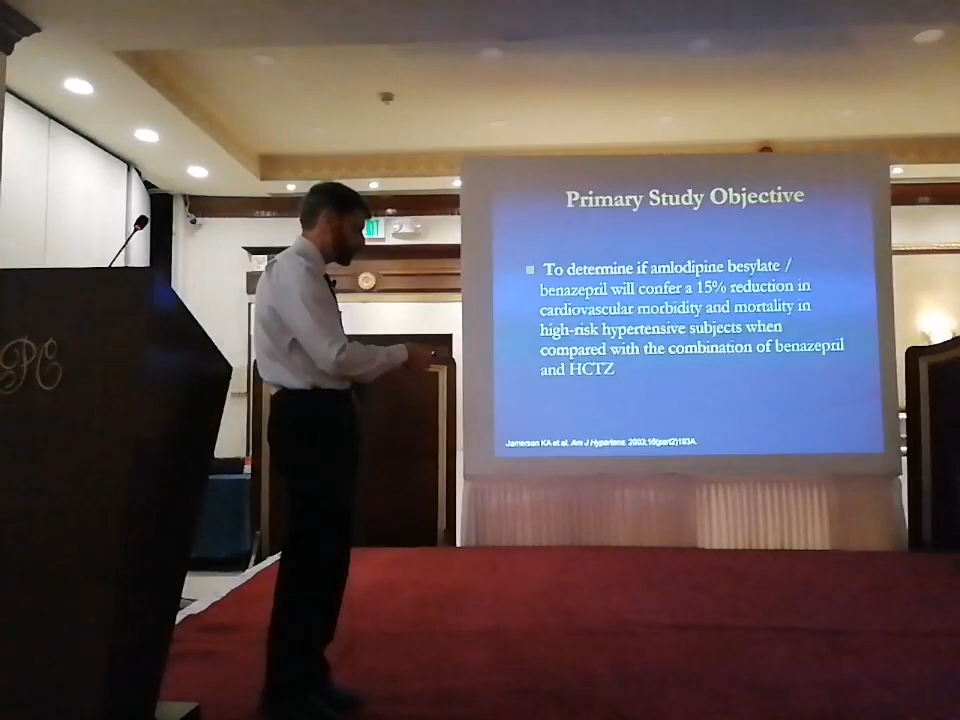 Primary Study Objective
To determine if amlodipine besylate /
benazepril will confer a 15% reduction in
cardiovascular morbidity and mortality in
high-risk hypertensive subjects when
compared with the combination of benazepril
and HCTZ
Jamerson KA et al. Am J Hypertens. 2003;16(part2)193A.
PC
EXIT